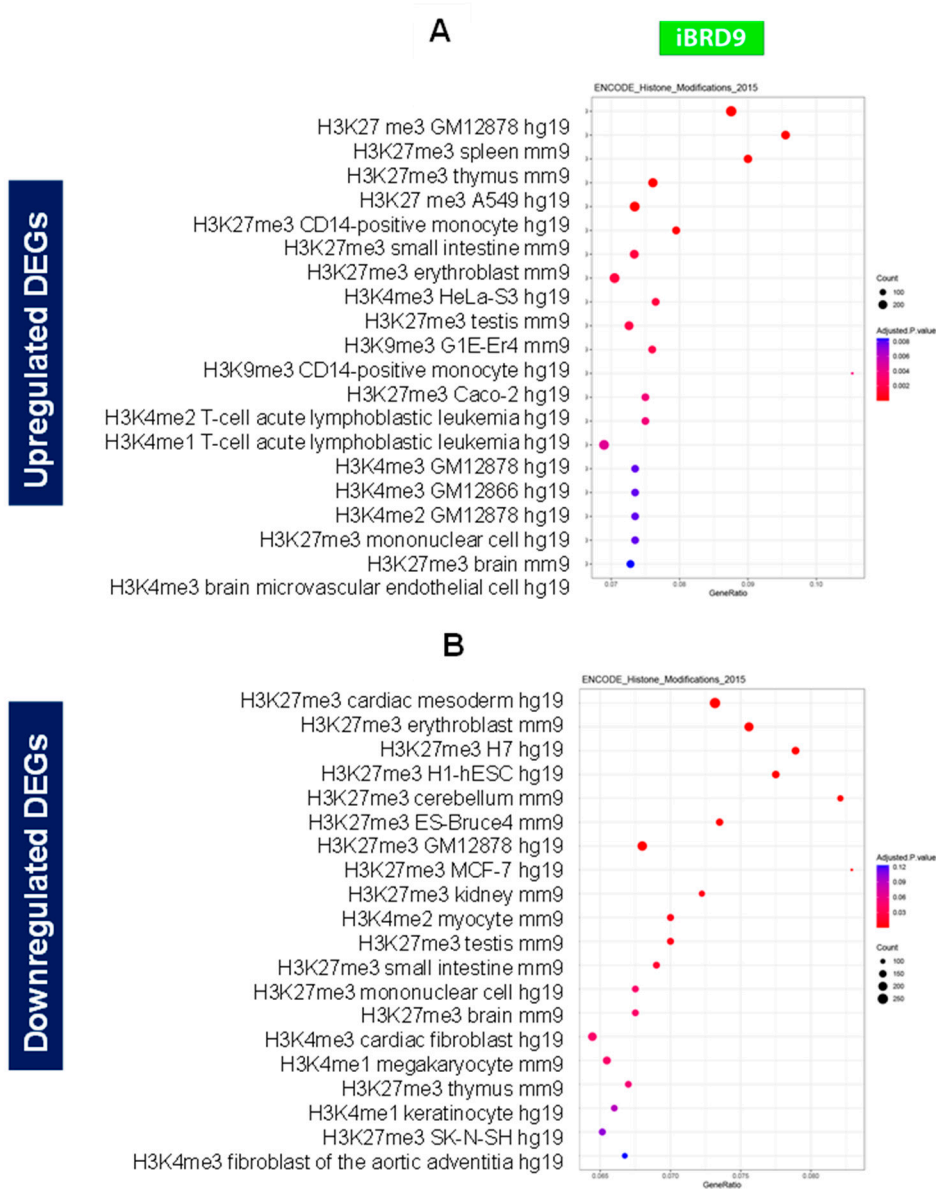 A
iBRD9
ENCODE_Histone_Modifications_2015
H3K27 me3 GM12878 hg19
H3K27me3 spleen mm9
H3K27me3 thymus mm9
H3K27 me3 A549 hg19
H3K27me3 CD14-positive monocyte hg19
H3K27me3 small intestine mm9
H3K27me3 erythroblast mm9
H3K4me3 HeLa-S3 hg19
H3K27me3 testis mm9
H3K9me3 G1E-Er4 mm9
H3K9me3 CD14-positive monocyte hg19
H3K27me3 Caco-2 hg19
H3K4me2 T-cell acute lymphoblastic leukemia hg19
H3K4me1 T-cell acute lymphoblastic leukemia hg19
H3K4me3 GM12878 hg19
H3K4me3 GM12866 hg19
H3K4me2 GM12878 hg19
H3K27me3 mononuclear cell hg19
H3K27me3 brain mm9
H3K4me3 brain microvascular endothelial cell hg19
Upregulated DEGs
Count
100
200
Adjusted.P.value
0.008
0.006
0.004
0.002
0.07 0.08 0.09 0.10
GeneRatio
B
ENCODE_Histone_Modifications_2015
H3K27me3 cardiac mesoderm hg19
H3K27me3 erythroblast mm9
H3K27me3 H7 hg19
H3K27me3 H1-hESC hg19
H3K27me3 cerebellum mm9
H3K27me3 ES-Bruce4 mm9
H3K27me3 GM12878 hg19
H3K27me3 MCF-7 hg19
H3K27me3 kidney mm9
H3K4me2 myocyte mm9
H3K27me3 testis mm9
H3K27me3 small intestine mm9
H3K27me3 mononuclear cell hg19
H3K27me3 brain mm9
H3K4me3 cardiac fibroblast hg19
H3K4me1 megakaryocyte mm9
H3K27me3 thymus mm9
H3K4me1 keratinocyte hg19
H3K27me3 SK-N-SH hg19
H3K4me3 fibroblast of the aortic adventitia hg19
Downregulated DEGs
Adjusted.P.value
0.12
0.09
0.06
0.03
Count
100
150
200
250
0.065 0.070 0.075 0.080
GeneRatio